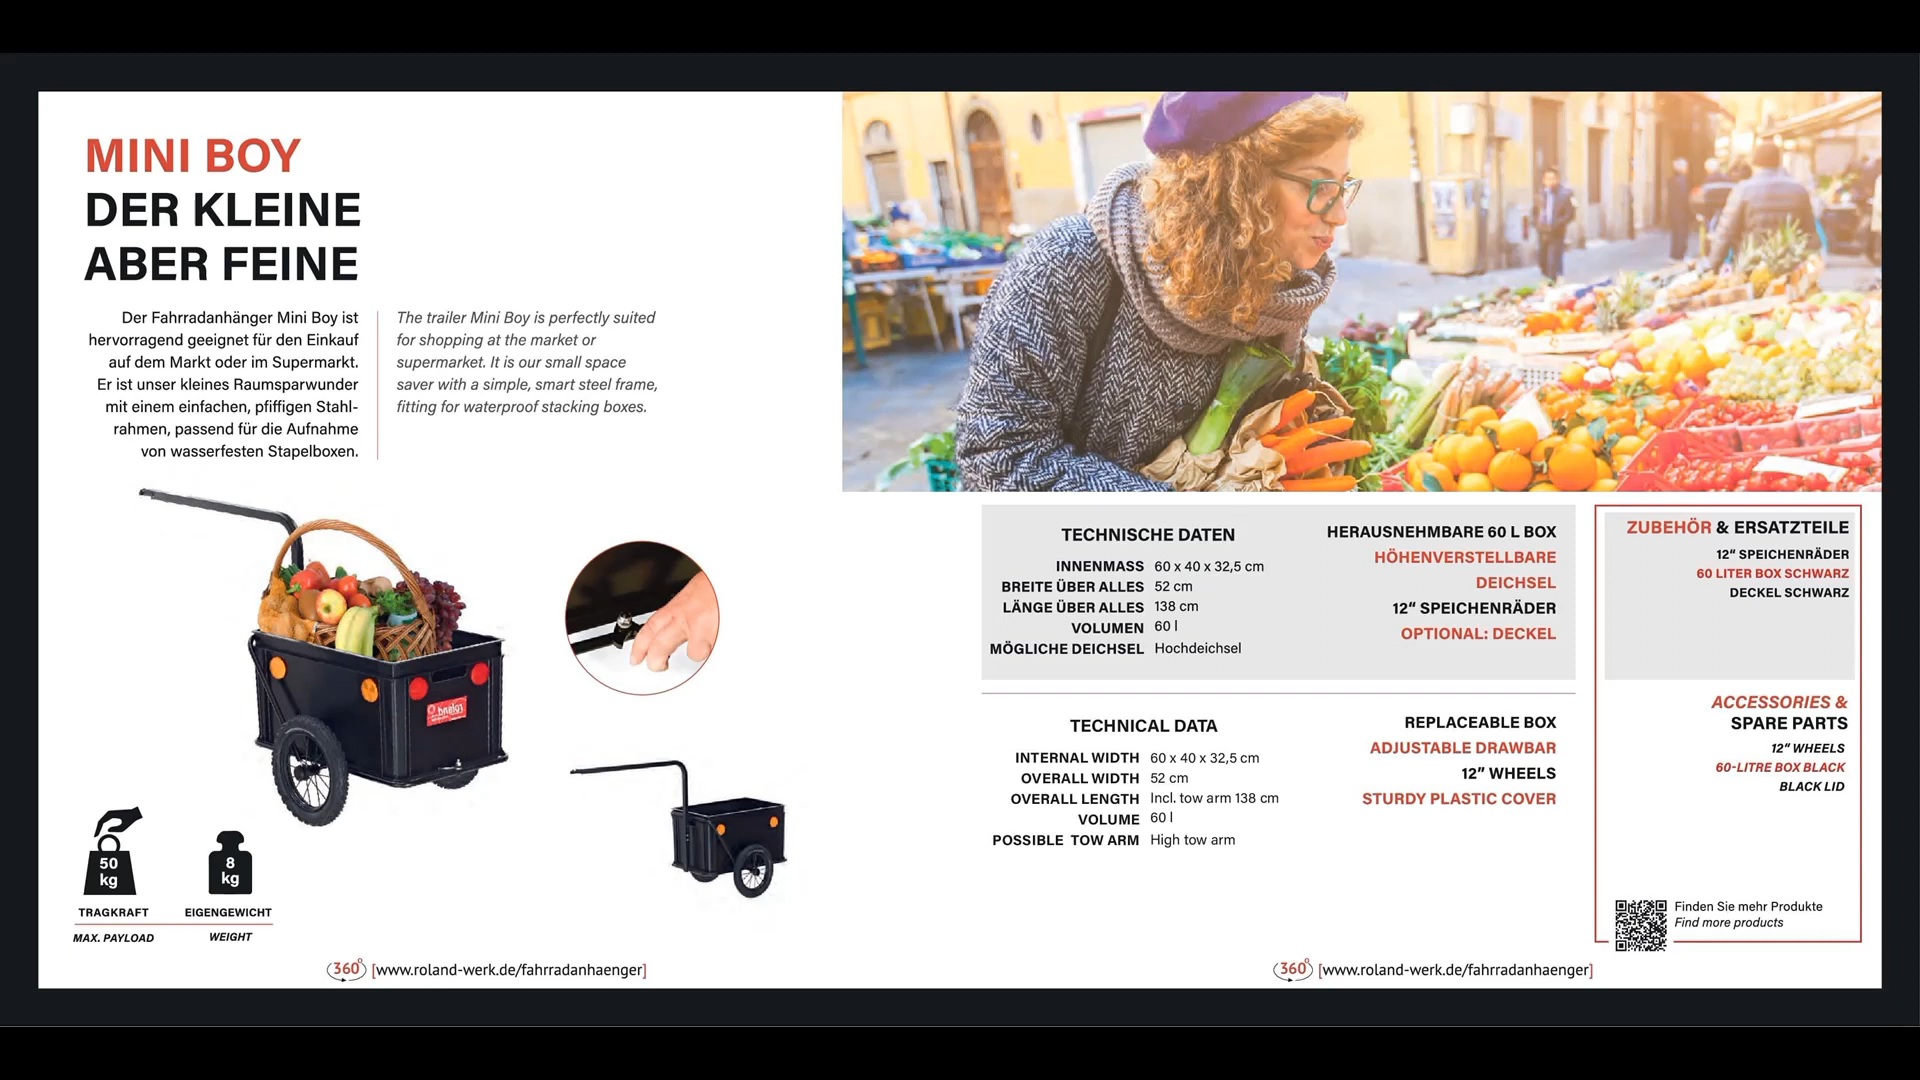 MINI BOY
DER KLEINE
ABER FEINE
Der Fahrradanhänger Mini Boy ist
hervorragend geeignet für den Einkauf
auf dem Markt oder im Supermarkt.
Er ist unser kleines Raumsparwunder
mit einem einfachen, pfiffigen Stahl-
rahmen, passend für die Aufnahme
von wasserfesten Stapelboxen.
The trailer Mini Boy is perfectly suited
for shopping at the market or
supermarket. It is our small space
saver with a simple, smart steel frame,
fitting for waterproof stacking boxes.
50
kg
TRAGKRAFT
MAX. PAYLOAD
8
kg
EIGENGEWICHT
WEIGHT
360° [www.roland-werk.de/fahrradanhaenger]
TECHNISCHE DATEN
INNENMASS 60 x 40 x 32,5 cm
BREITE ÜBER ALLES 52 cm
LÄNGE ÜBER ALLES 138 cm
VOLUMEN 60 l
MÖGLICHE DEICHSEL Hochdeichsel
HERAUSNEHMBARE 60 L BOX
HÖHENVERSTELLBARE
DEICHSEL
12“ SPEICHENRÄDER
OPTIONAL: DECKEL
TECHNICAL DATA
INTERNAL WIDTH 60 x 40 x 32,5 cm
OVERALL WIDTH 52 cm
OVERALL LENGTH Incl. tow arm 138 cm
VOLUME 60 l
POSSIBLE TOW ARM High tow arm
REPLACEABLE BOX
ADJUSTABLE DRAWBAR
12” WHEELS
STURDY PLASTIC COVER
ZUBEHÖR & ERSATZTEILE
12“ SPEICHENRÄDER
60 LITER BOX SCHWARZ
DECKEL SCHWARZ
ACCESSORIES &
SPARE PARTS
12“ WHEELS
60-LITRE BOX BLACK
BLACK LID
Finden Sie mehr Produkte
Find more products
360° [www.roland-werk.de/fahrradanhaenger]